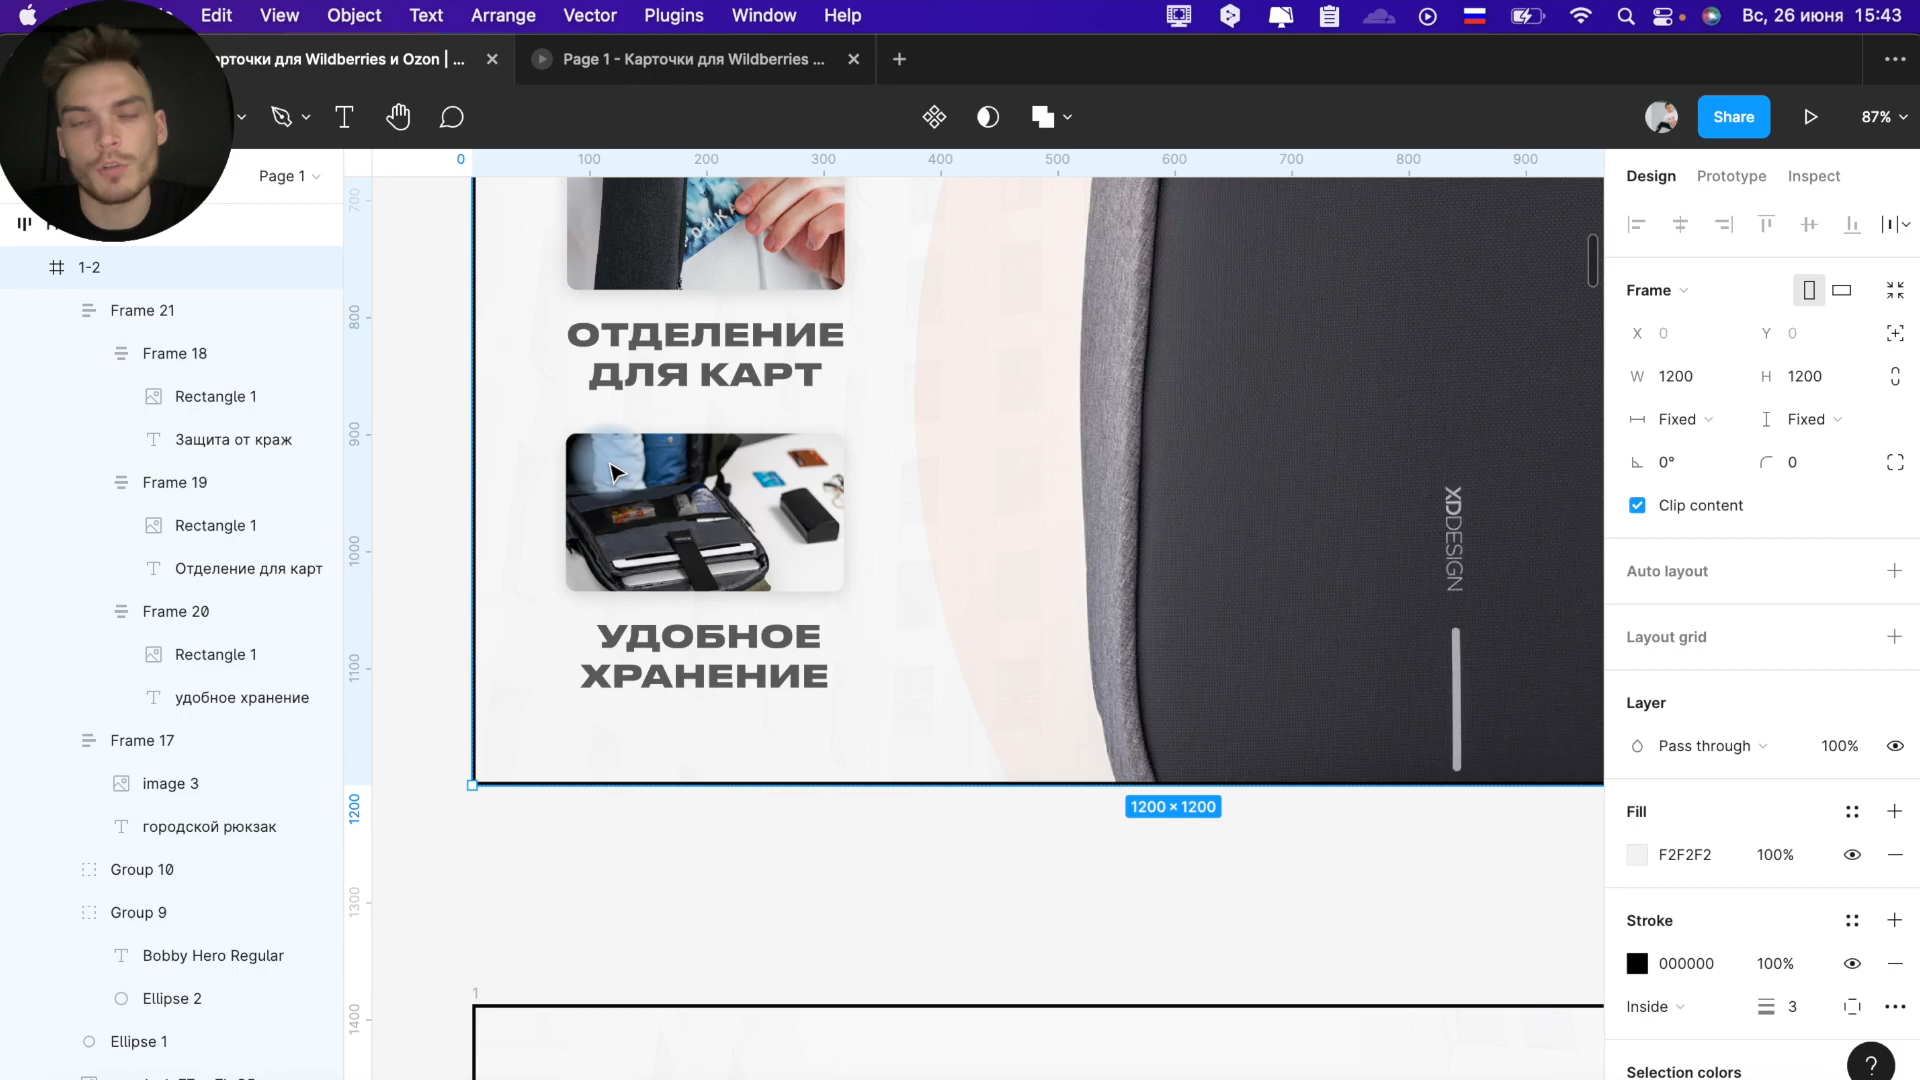 Edit View Object Text Arrange Vector Plugins Window Help Вс, 26 июня 15:43
арточки для Wildberries и Ozon | ...
Page 1 - Карточки для Wildberries ...
Share
87%
Page 1
1-2
Frame 21
Frame 18
Rectangle 1
Защита от краж
Frame 19
Rectangle 1
Отделение для карт
Frame 20
Rectangle 1
удобное хранение
Frame 17
image 3
городской рюкзак
Group 10
Group 9
Bobby Hero Regular
Ellipse 2
Ellipse 1
0 100 200 300 400 500 600 700 800 900
700
800
900
1000
1100
1200
1300
1400
ОТДЕЛЕНИЕ
ДЛЯ КАРТ
УДОБНОЕ
ХРАНЕНИЕ
XDDESIGN
1200 × 1200
1
Design Prototype Inspect
Frame
X 0 Y 0
W 1200 H 1200
Fixed Fixed
0° 0
Clip content
Auto layout
Layout grid
Layer
Pass through 100%
Fill
F2F2F2 100%
Stroke
000000 100%
Inside 3
Selection colors
?